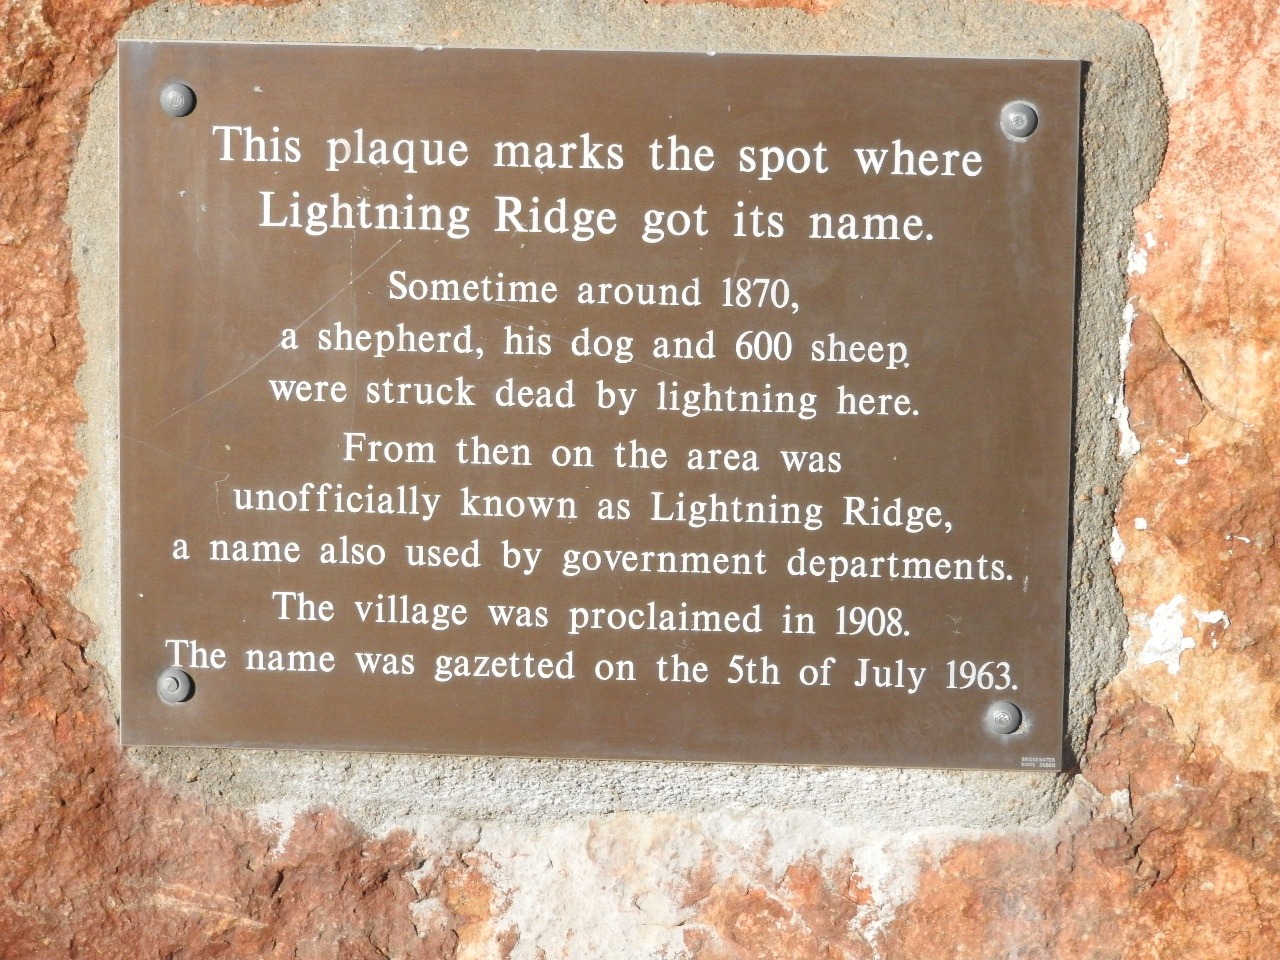 This plaque marks the spot where
Lightning Ridge got its name.
Sometime around 1870,
a shepherd, his dog and 600 sheep
were struck dead by lightning here.
From then on the area was
unofficially known as Lightning Ridge,
a name also used by government departments.
The village was proclaimed in 1908.
The name was gazetted on the 5th of July 1963.
BRIDGEWATER
SIGNS DUBBO